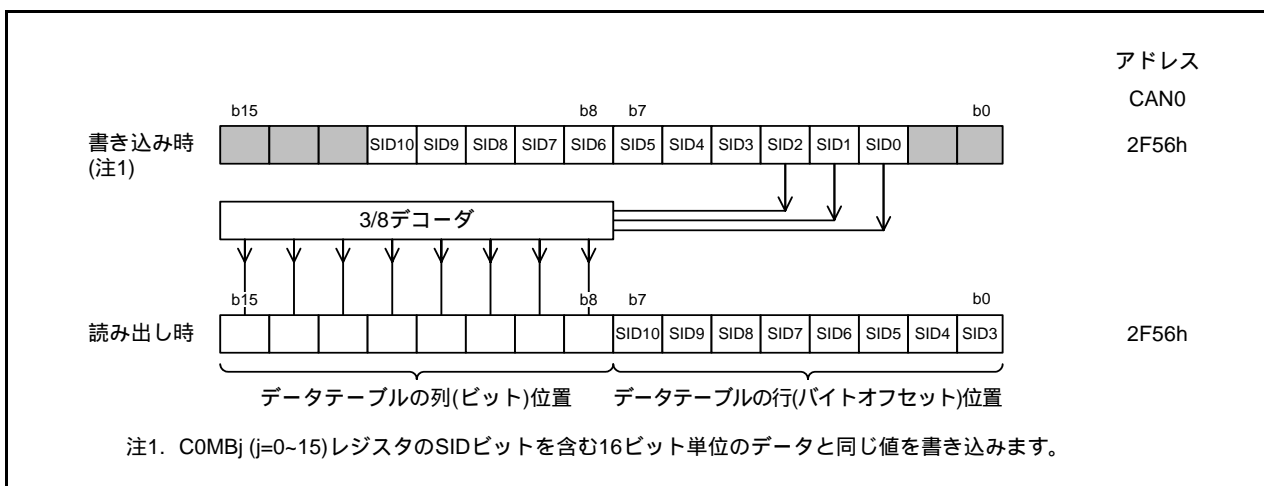 アドレス
CAN0
b15 b8 b7 b0
書き込み時 SID10 SID9 SID8 SID7 SID6 SID5 SID4 SID3 SID2 SID1 SID0 2F56h
(注1)
3/8デコーダ
b15 b8 b7 b0
読み出し時 SID10 SID9 SID8 SID7 SID6 SID5 SID4 SID3 2F56h
データテーブルの列(ビット)位置 データテーブルの行(バイトオフセット)位置
注1. C0MBj (j=0~15)レジスタのSIDビットを含む16ビット単位のデータと同じ値を書き込みます。